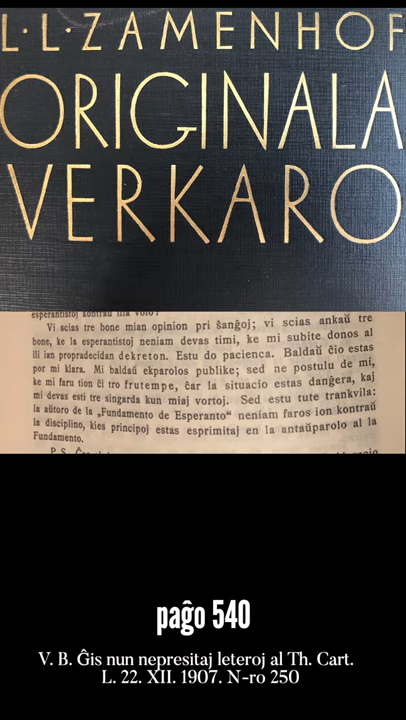 L·L·ZAMENHOF
ORIGINALA
VERKARO
esperantistoj kontraŭ ilia volo?
Vi scias tre bone mian opinion pri ŝanĝoj; vi scias ankaŭ tre
bone, ke la esperantistoj neniam devas timi, ke mi subite donos al
ili ian propradecidan dekreton. Estu do pacienca. Baldaŭ ĉio estas
por mi klara. Mi baldaŭ ekparolos publike; sed ne postulu de mi,
ke mi faru tion ĉi tro frutempe, ĉar la situacio estas danĝera, kaj
mi devas esti tre singarda kun miaj vortoj. Sed estu tute trankvila:
la aŭtoro de la „Fundamento de Esperanto“ neniam faros ion kontraŭ
la disciplino, kies principoj estas esprimitaj en la antaŭparolo al la
Fundamento.
P.S.
paĝo 540
V. B. Ĝis nun nepresitaj leteroj al Th. Cart.
L. 22. XII. 1907. N-ro 250